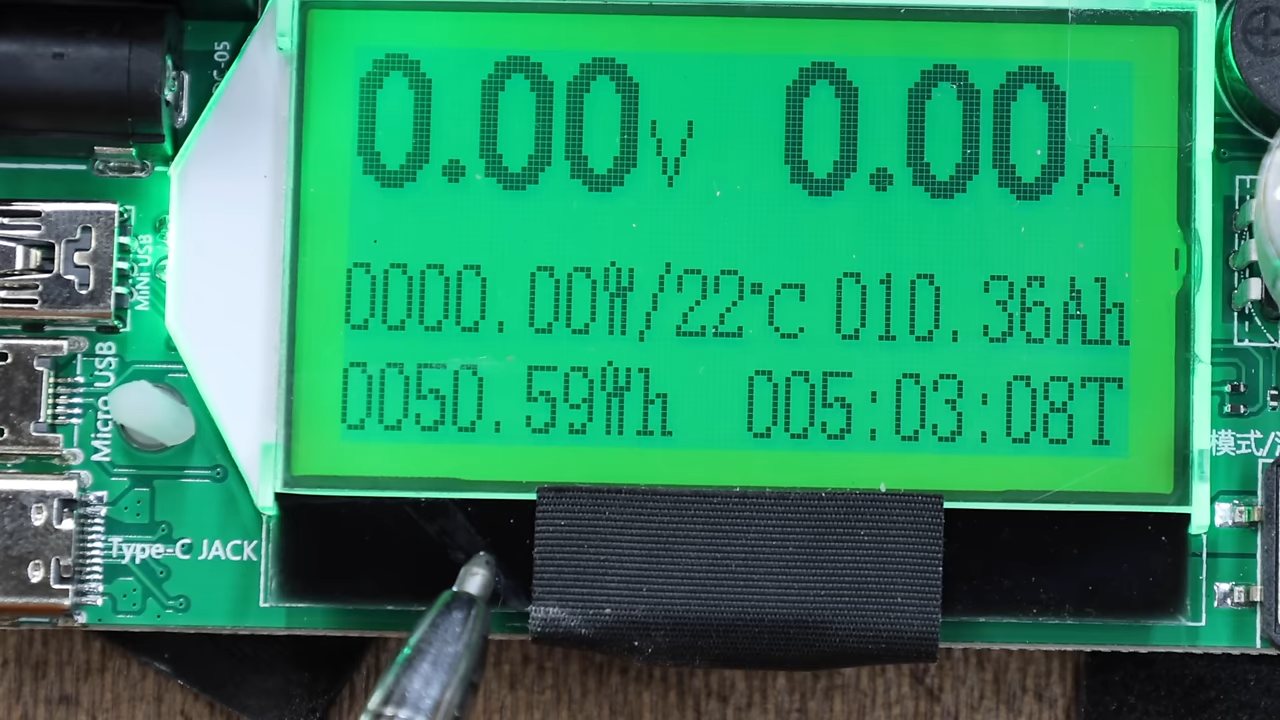 0.00V 0.00A
0000.00W/22℃ 010.36Ah
0050.59Wh 005:03:08T
MiNi USB
Micro USB
Type-C JACK
模式/